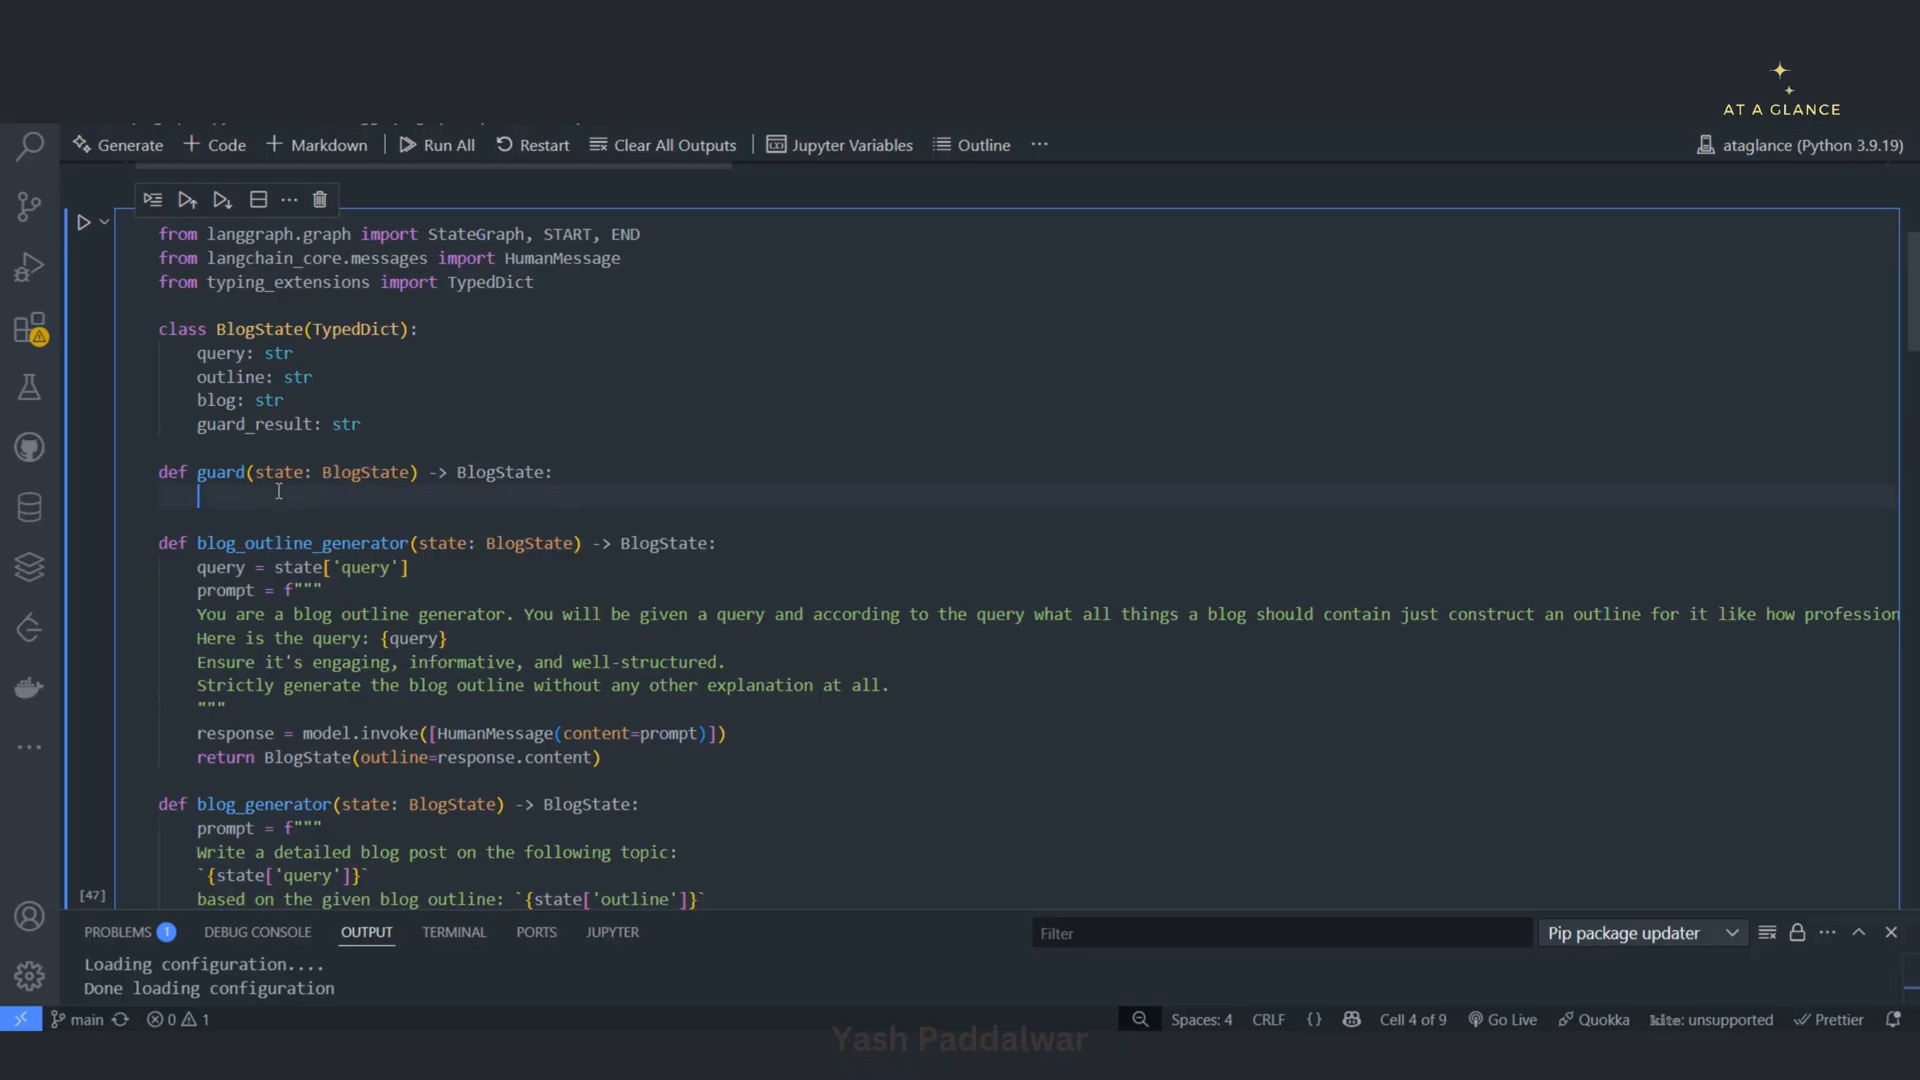 AT A GLANCE
Generate + Code + Markdown Run All Restart Clear All Outputs Jupyter Variables Outline ... ataglance (Python 3.9.19)
from langgraph.graph import StateGraph, START, END
from langchain_core.messages import HumanMessage
from typing_extensions import TypedDict
class BlogState(TypedDict):
    query: str
    outline: str
    blog: str
    guard_result: str
def guard(state: BlogState) -> BlogState:
def blog_outline_generator(state: BlogState) -> BlogState:
    query = state['query']
    prompt = f"""
    You are a blog outline generator. You will be given a query and according to the query what all things a blog should contain just construct an outline for it like how profession
    Here is the query: {query}
    Ensure it's engaging, informative, and well-structured.
    Strictly generate the blog outline without any other explanation at all.
    """
    response = model.invoke([HumanMessage(content=prompt)])
    return BlogState(outline=response.content)
def blog_generator(state: BlogState) -> BlogState:
    prompt = f"""
    Write a detailed blog post on the following topic:
    `{state['query']}`
[47]
    based on the given blog outline: `{state['outline']}`
PROBLEMS 1 DEBUG CONSOLE OUTPUT TERMINAL PORTS JUPYTER Filter Pip package updater
Loading configuration....
Done loading configuration
main 0 1 Spaces: 4 CRLF {} Cell 4 of 9 Go Live Quokka kite: unsupported Prettier
Yash Paddalwar